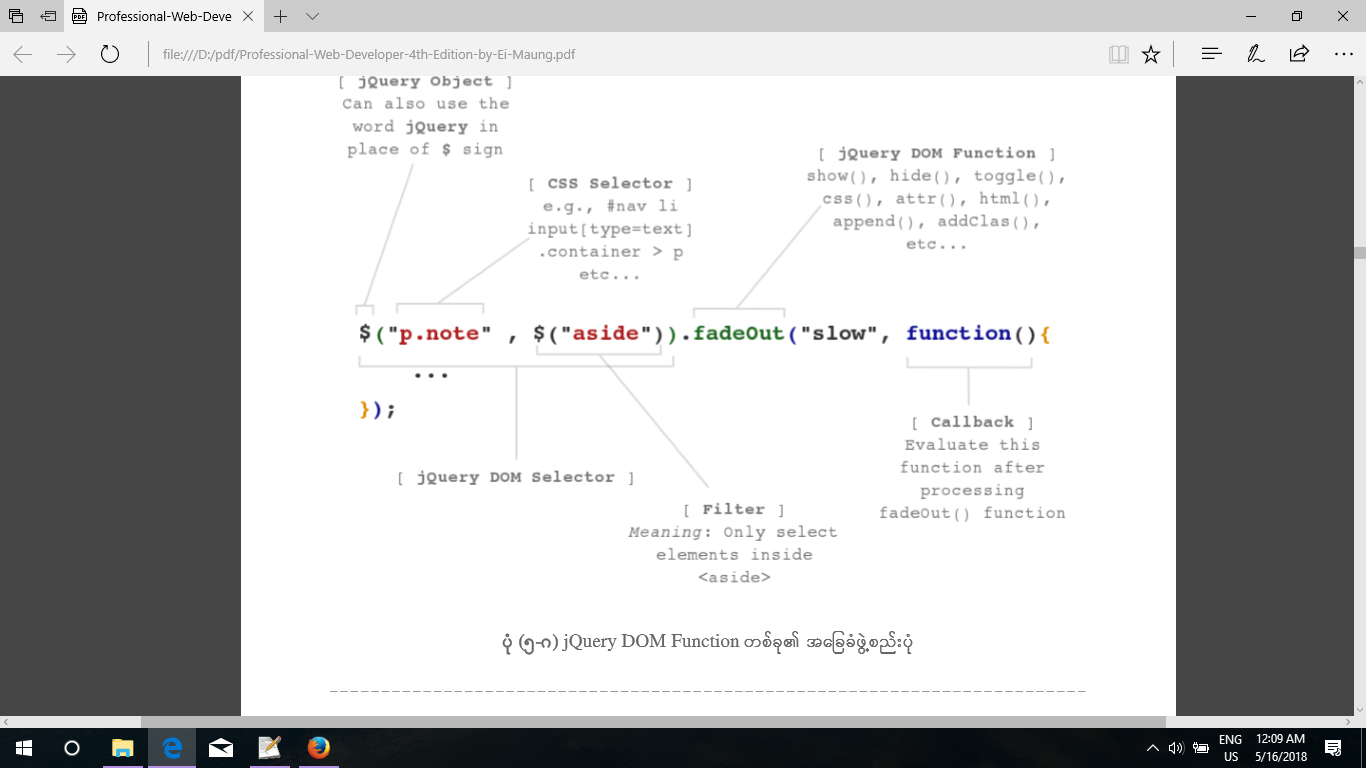 Professional-Web-Deve
file:///D:/pdf/Professional-Web-Developer-4th-Edition-by-Ei-Maung.pdf
[ jQuery Object ]
Can also use the
word jQuery in
place of $ sign
[ CSS Selector ]
e.g., #nav li
input[type=text]
.container > p
etc...
[ jQuery DOM Function ]
show(), hide(), toggle(),
css(), attr(), html(),
append(), addClas(),
etc...
$("p.note" , $("aside")).fadeOut("slow", function(){
...
});
[ jQuery DOM Selector ]
[ Filter ]
Meaning: Only select
elements inside
<aside>
[ Callback ]
Evaluate this
function after
processing
fadeOut() function
ပုံ (၅-ဂ) jQuery DOM Function တစ်ခု၏ အခြေခံဖွဲ့စည်းပုံ
ENG
US
12:09 AM
5/16/2018